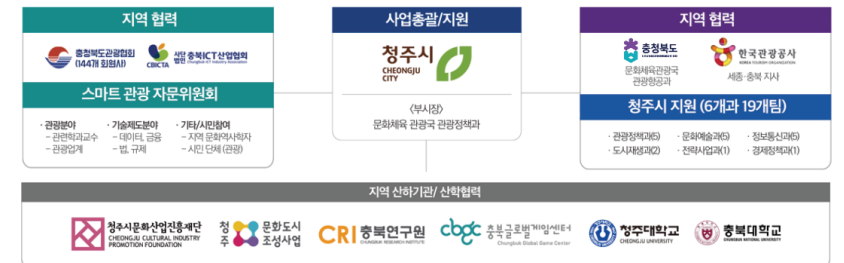 지역 협력
충청북도관광협회
(144개 회원사)
CBICTA
사단법인 충북ICT산업협회
Chungbuk ICT Industry Association
스마트 관광 자문위원회
· 관광분야
– 관련학과교수
– 관광업계
· 기술제도분야
– 데이터, 금융
– 법, 규제
· 기타/시민참여
– 지역 문화역사학자
– 시민 단체 (관광)
사업총괄/지원
청주시
CHEONGJU
CITY
〈부시장〉
문화체육 관광국 관광정책과
지역 협력
충청북도
문화체육관광국
관광항공과
한국관광공사
KOREA TOURISM ORGANIZATION
세종·충북 지사
청주시 지원 (6개과 19개팀)
· 관광정책과(5) · 문화예술과(5) · 정보통신과(5)
· 도시재생과(2) · 전략사업과(1) · 경제정책과(1)
지역 산하기관/ 산학협력
청주시문화산업진흥재단
CHEONGJU CULTURAL INDUSTRY
PROMOTION FOUNDATION
청주
문화도시
조성사업
CRI 충북연구원
CHUNGBUK RESEARCH INSTITUTE
cbgc 충북글로벌게임센터
Chungbuk Global Game Center
청주대학교
CHEONGJU UNIVERSITY
충북대학교
CHUNGBUK NATIONAL UNIVERSITY